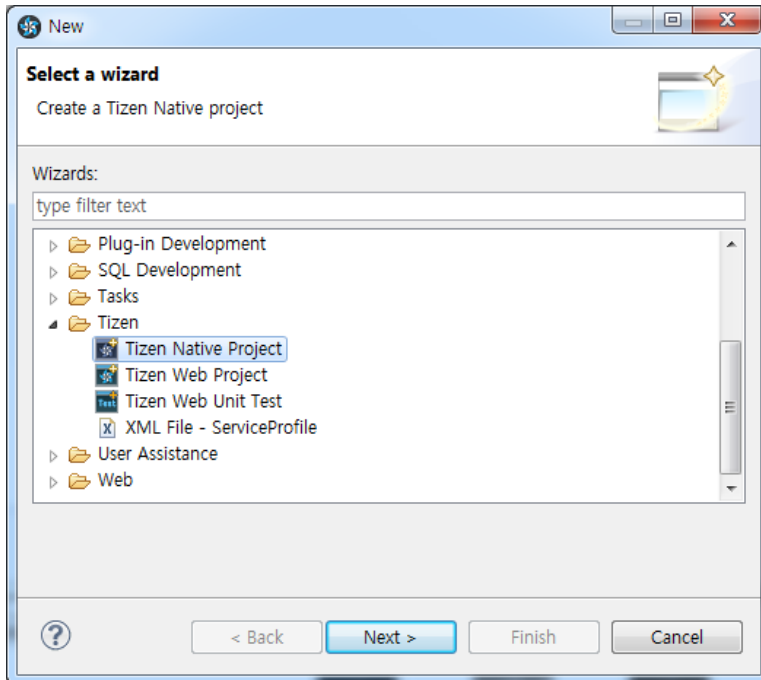 New
Select a wizard
Create a Tizen Native project
Wizards:
type filter text
Plug-in Development
SQL Development
Tasks
Tizen
Tizen Native Project
Tizen Web Project
Test Tizen Web Unit Test
X XML File - ServiceProfile
User Assistance
Web
? < Back Next > Finish Cancel